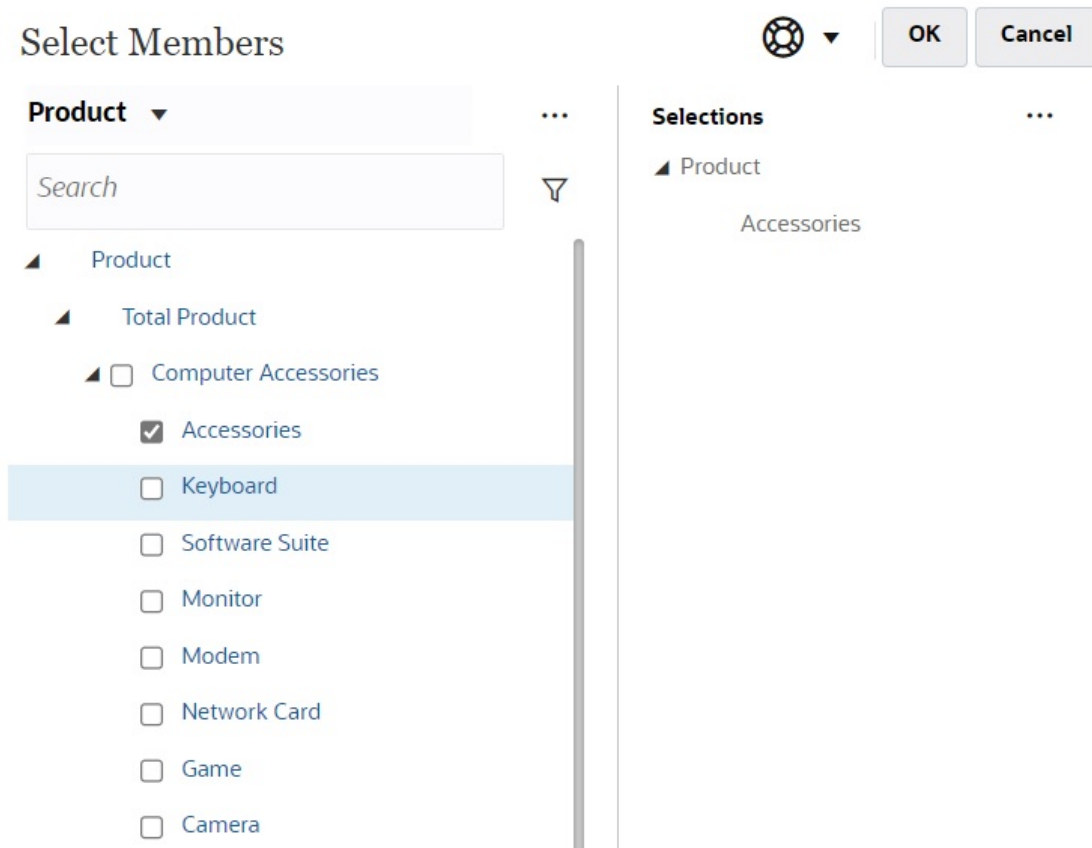 Select Members
OK
Cancel
Product
...
Search
Product
Total Product
Computer Accessories
Accessories
Keyboard
Software Suite
Monitor
Modem
Network Card
Game
Camera
Selections
...
Product
Accessories